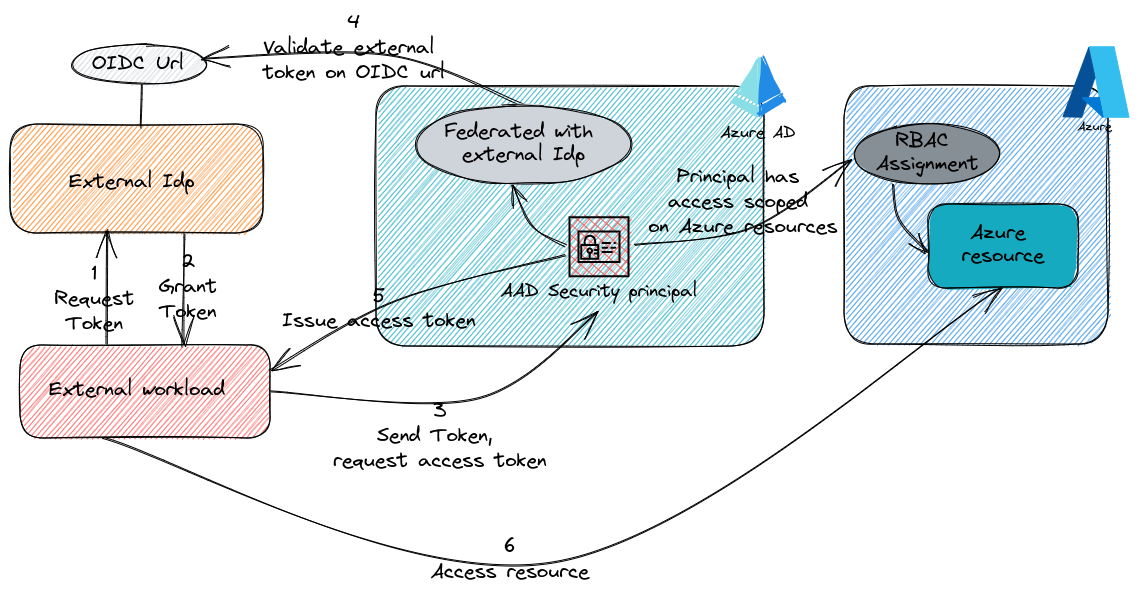 4
Validate external
token on OIDC url
OIDC Url
Azure AD
Azure
Federated with
external Idp
RBAC
Assignment
External Idp
Principal has
access scoped
on Azure resources
Azure
resource
1
Request
Token
2
Grant
Token
AAD Security principal
5
Issue access token
External workload
3
Send Token,
request access token
6
Access resource